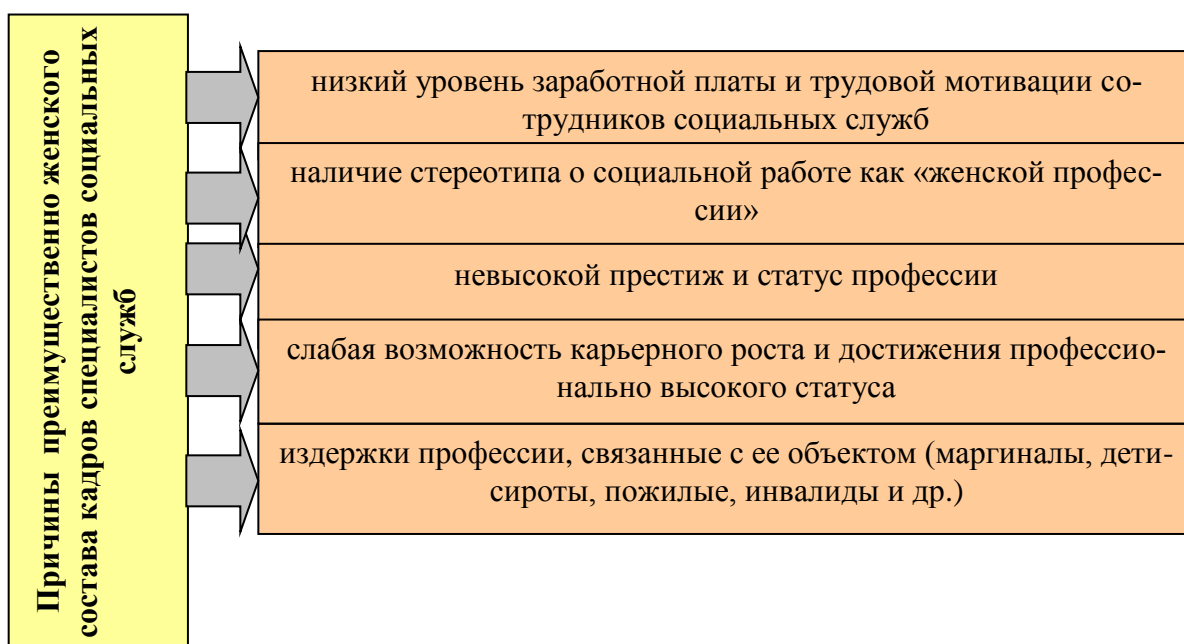 Причины преимущественно женского
состава кадров специалистов социальных
служб
низкий уровень заработной платы и трудовой мотивации со-
трудников социальных служб
наличие стереотипа о социальной работе как «женской профес-
сии»
невысокой престиж и статус профессии
слабая возможность карьерного роста и достижения профессио-
нально высокого статуса
издержки профессии, связанные с ее объектом (маргиналы, дети-
сироты, пожилые, инвалиды и др.)